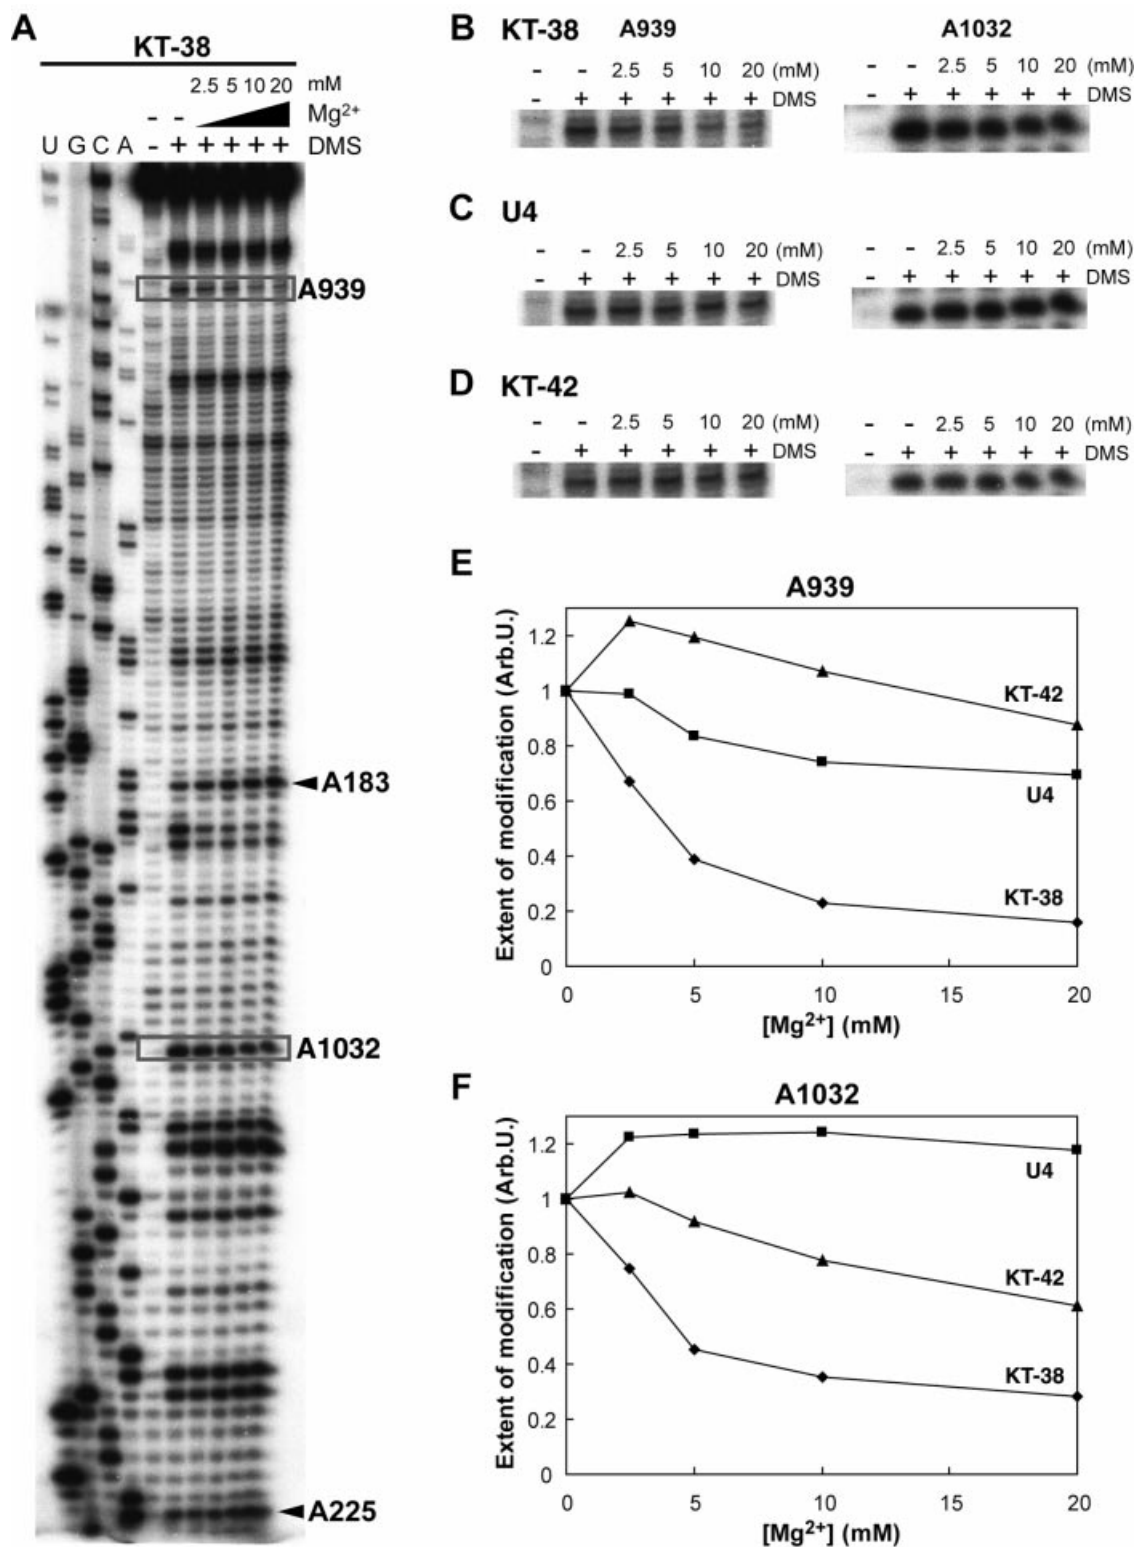 A
KT-38
2.5 5 10 20 mM
- - Mg2+
U G C A - + + + + + DMS
A939
A183
A1032
A225
B KT-38 A939 A1032
- - 2.5 5 10 20 (mM)
- + + + + + DMS
- - 2.5 5 10 20 (mM)
- + + + + + DMS
C U4
- - 2.5 5 10 20 (mM)
- + + + + + DMS
- - 2.5 5 10 20 (mM)
- + + + + + DMS
D KT-42
- - 2.5 5 10 20 (mM)
- + + + + + DMS
- - 2.5 5 10 20 (mM)
- + + + + + DMS
E
A939
Extent of modification (Arb.U.)
1.2
1
0.8
0.6
0.4
0.2
0
KT-42
U4
KT-38
0 5 10 15 20
[Mg2+] (mM)
F
A1032
Extent of modification (Arb.U.)
1.2
1
0.8
0.6
0.4
0.2
0
U4
KT-42
KT-38
0 5 10 15 20
[Mg2+] (mM)